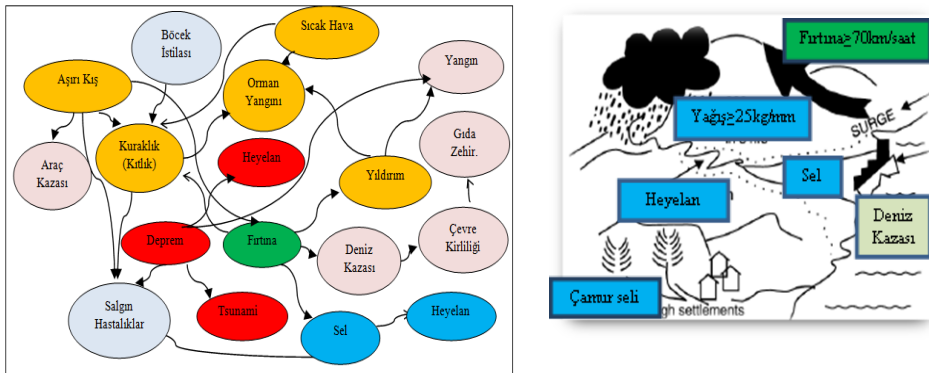 Böcek
İstilası
Sıcak Hava
Yangın
Aşırı Kış
Orman
Yangını
Gıda
Zehir.
Araç
Kazası
Kuraklık
(Kıtlık)
Heyelan
Yıldırım
Deprem
Fırtına
Deniz
Kazası
Çevre
Kirliliği
Salgın
Hastalıklar
Tsunami
Sel
Heyelan
Fırtına≥70km/saat
Yağış≥25kg/mm
SURGE
Sel
Heyelan
Deniz
Kazası
Çamur seli
gh settlements